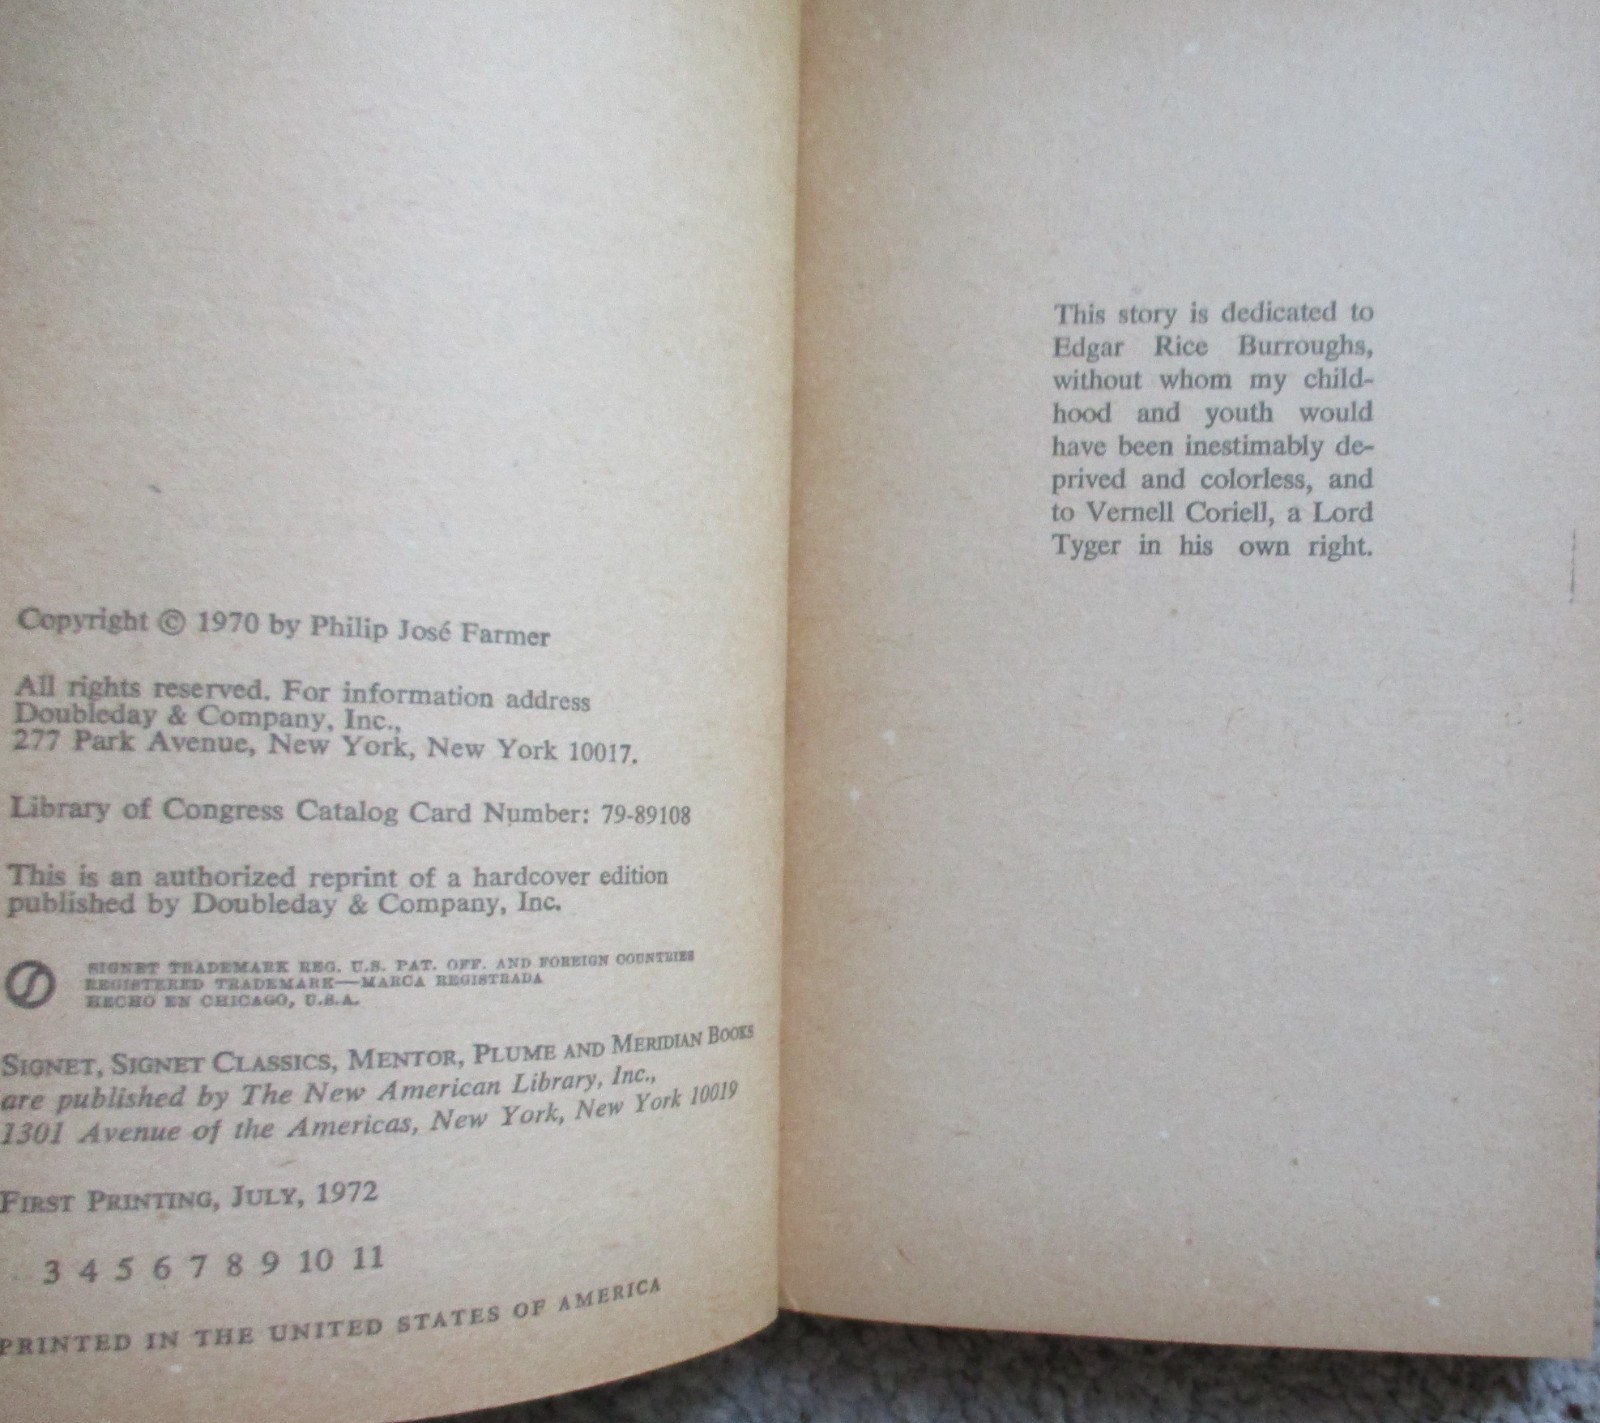 Copyright © 1970 by Philip José Farmer
All rights reserved. For information address
Doubleday & Company, Inc.,
277 Park Avenue, New York, New York 10017.
Library of Congress Catalog Card Number: 79-89108
This is an authorized reprint of a hardcover edition
published by Doubleday & Company, Inc.
SIGNET TRADEMARK REG. U.S. PAT. OFF. AND FOREIGN COUNTRIES
REGISTERED TRADEMARK—MARCA REGISTRADA
HECHO EN CHICAGO, U.S.A.
SIGNET, SIGNET CLASSICS, MENTOR, PLUME AND MERIDIAN BOOKS
are published by The New American Library, Inc.,
1301 Avenue of the Americas, New York, New York 10019
FIRST PRINTING, JULY, 1972
3 4 5 6 7 8 9 10 11
PRINTED IN THE UNITED STATES OF AMERICA
This story is dedicated to
Edgar Rice Burroughs,
without whom my child-
hood and youth would
have been inestimably de-
prived and colorless, and
to Vernell Coriell, a Lord
Tyger in his own right.